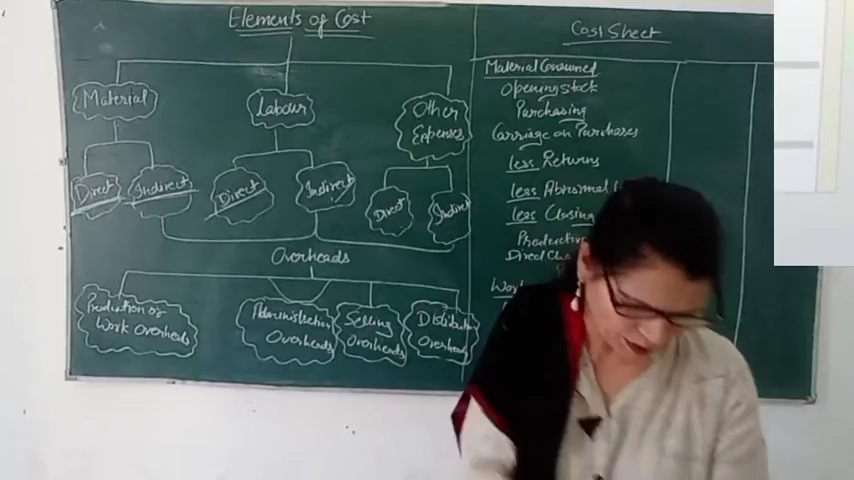 Elements of Cost
Material
Labour
Other
Expenses
Direct
Indirect
Direct
Indirect
Direct
Indirect
Overheads
Production or
Work Overheads
Administration
Overheads
Selling
Overheads
Distribution
Overheads
Cost Sheet
Material Consumed
Opening stock
Purchasing
Carriage on Purchases
less Returns
less Abnormal
less Closing